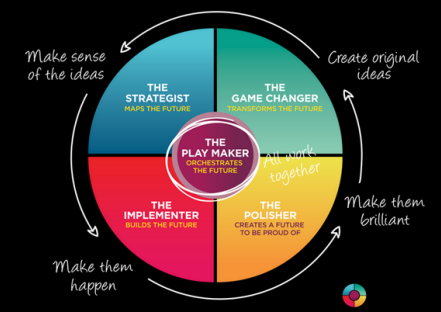 Make sense
of the ideas
Create original
ideas
THE
STRATEGIST
MAPS THE FUTURE
THE
GAME CHANGER
TRANSFORMS THE FUTURE
THE
PLAY MAKER
ORCHESTRATES
THE FUTURE
All work
together
THE
IMPLEMENTER
BUILDS THE FUTURE
THE
POLISHER
CREATES A FUTURE
TO BE PROUD OF
Make them
brilliant
Make them
happen